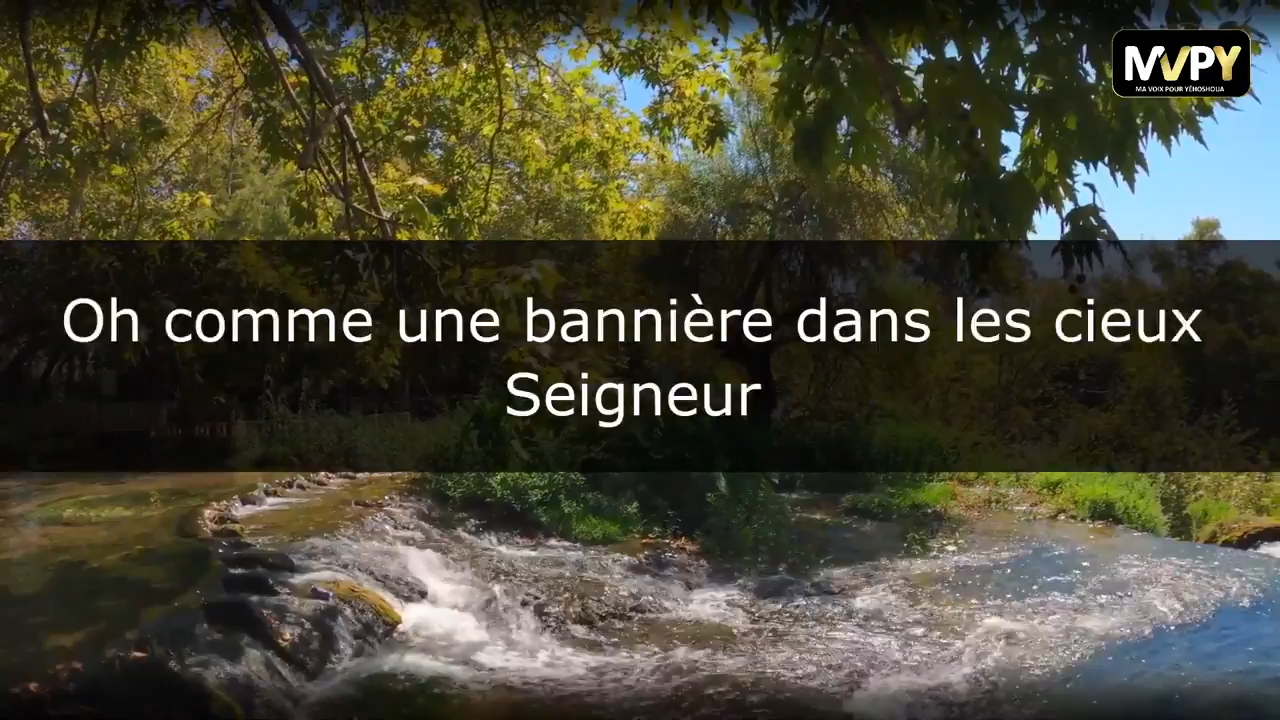 MVPY
MA VOIX POUR YÉHOSHOUA
Oh comme une bannière dans les cieux
Seigneur